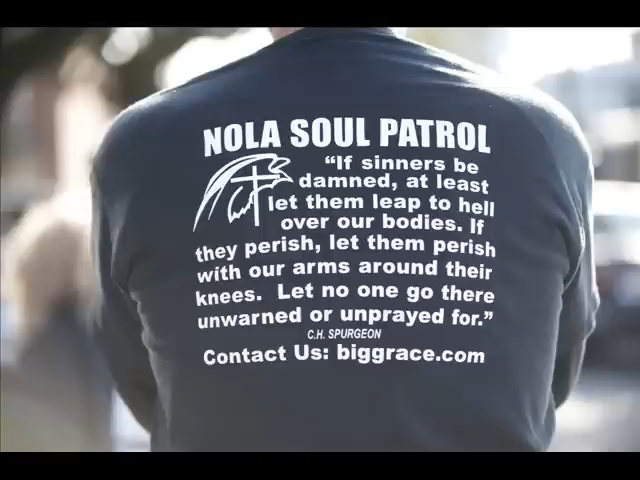 NOLA SOUL PATROL
“If sinners be
damned, at least
let them leap to hell
over our bodies. If
they perish, let them perish
with our arms around their
knees. Let no one go there
unwarned or unprayed for.”
C.H. SPURGEON
Contact Us: biggrace.com